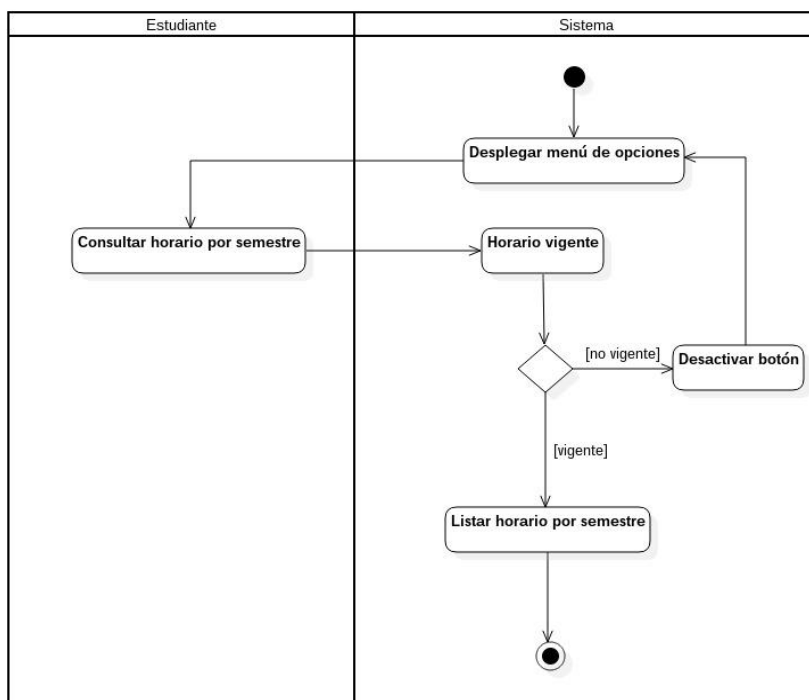 Estudiante
Sistema
Desplegar menú de opciones
Consultar horario por semestre
Horario vigente
[no vigente]
Desactivar botón
[vigente]
Listar horario por semestre